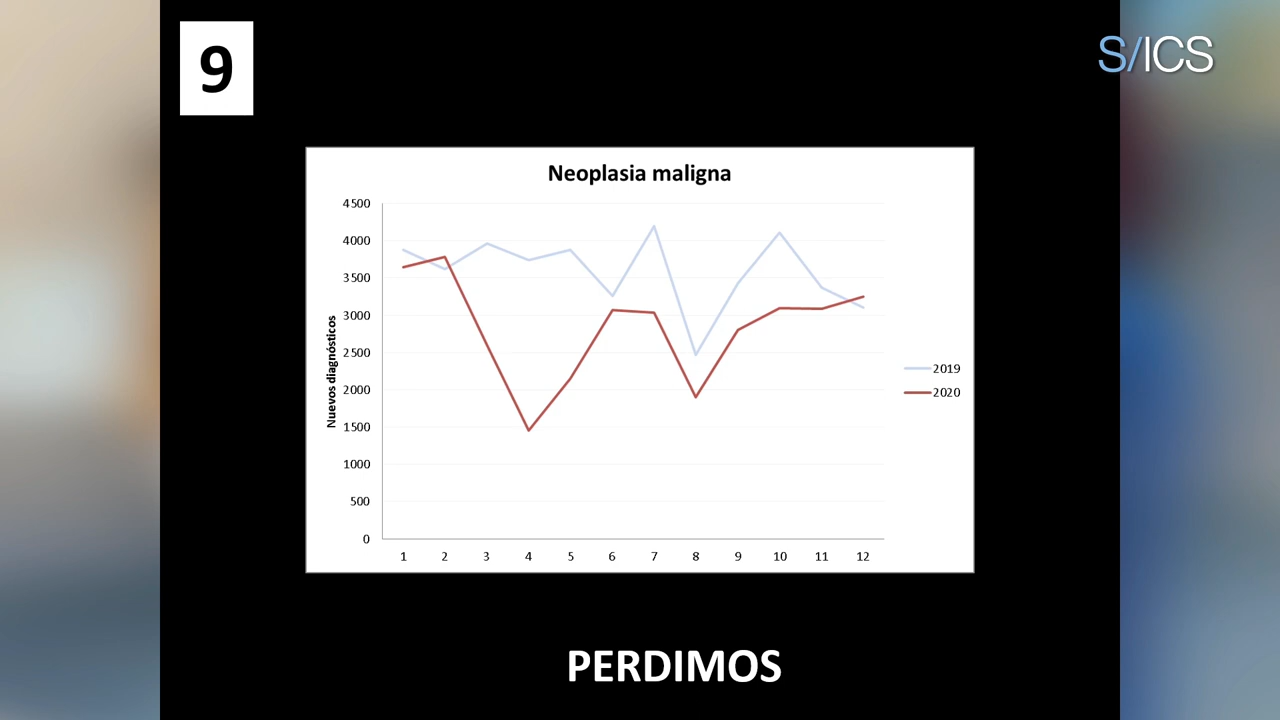 9
S/ICS
Neoplasia maligna
4500
4000
3500
3000
2500
2000
1500
1000
500
0
Nuevos diagnósticos
1 2 3 4 5 6 7 8 9 10 11 12
2019
2020
PERDIMOS